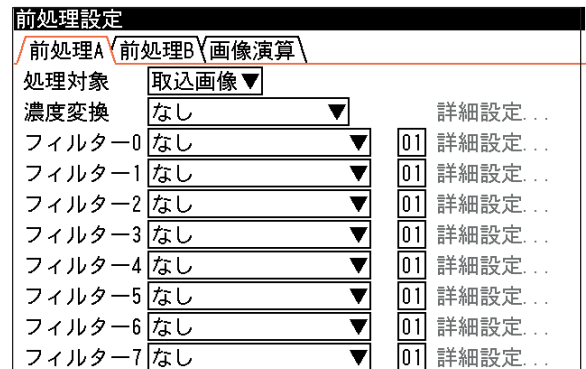 前処理設定
前処理A 前処理B 画像演算
処理対象 取込画像▼
濃度変換 なし ▼ 詳細設定...
フィルター0 なし ▼ 01 詳細設定...
フィルター1 なし ▼ 01 詳細設定...
フィルター2 なし ▼ 01 詳細設定...
フィルター3 なし ▼ 01 詳細設定...
フィルター4 なし ▼ 01 詳細設定...
フィルター5 なし ▼ 01 詳細設定...
フィルター6 なし ▼ 01 詳細設定...
フィルター7 なし ▼ 01 詳細設定...